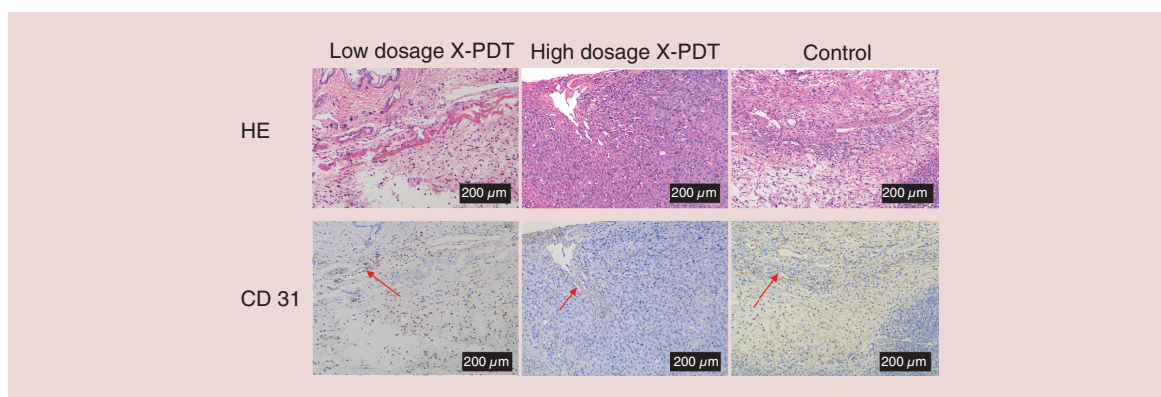 Low dosage X-PDT High dosage X-PDT Control
HE
200 µm 200 µm 200 µm
CD 31
200 µm 200 µm 200 µm